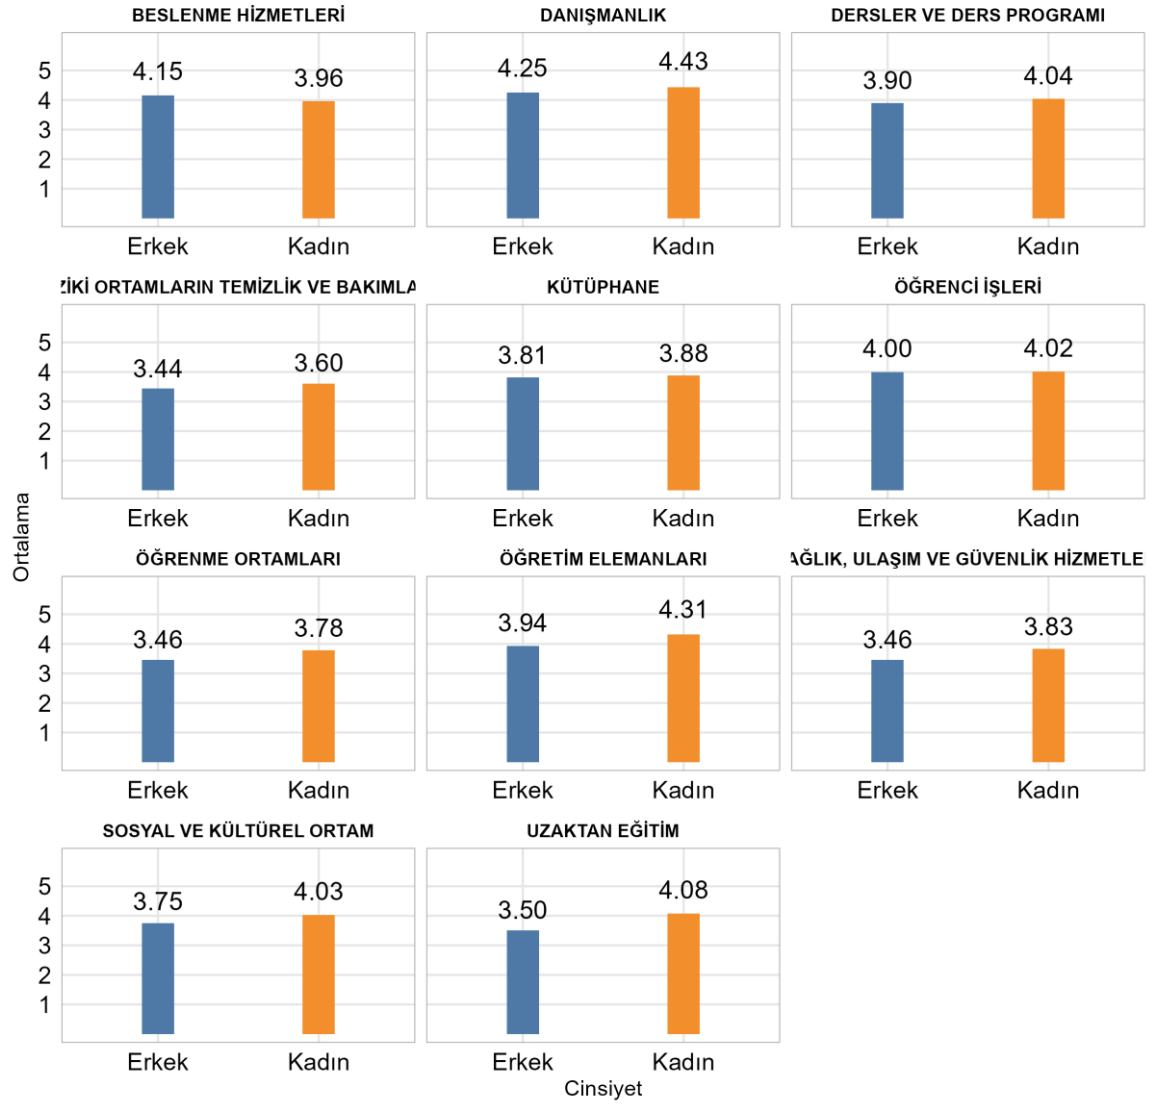 BESLENME HİZMETLERİ
5
4
3
2
1
4.15
3.96
Erkek
Kadın
DANIŞMANLIK
4.25
4.43
Erkek
Kadın
DERSLER VE DERS PROGRAMI
3.90
4.04
Erkek
Kadın
ZİKİ ORTAMLARIN TEMİZLİK VE BAKIMLA
5
4
3
2
1
3.44
3.60
Erkek
Kadın
KÜTÜPHANE
3.81
3.88
Erkek
Kadın
ÖĞRENCİ İŞLERİ
4.00
4.02
Erkek
Kadın
Ortalama
ÖĞRENME ORTAMLARI
5
4
3
2
1
3.46
3.78
Erkek
Kadın
ÖĞRETİM ELEMANLARI
3.94
4.31
Erkek
Kadın
AĞLIK, ULAŞIM VE GÜVENLİK HİZMETLE
3.46
3.83
Erkek
Kadın
SOSYAL VE KÜLTÜREL ORTAM
5
4
3
2
1
3.75
4.03
Erkek
Kadın
UZAKTAN EĞİTİM
3.50
4.08
Erkek
Kadın
Cinsiyet